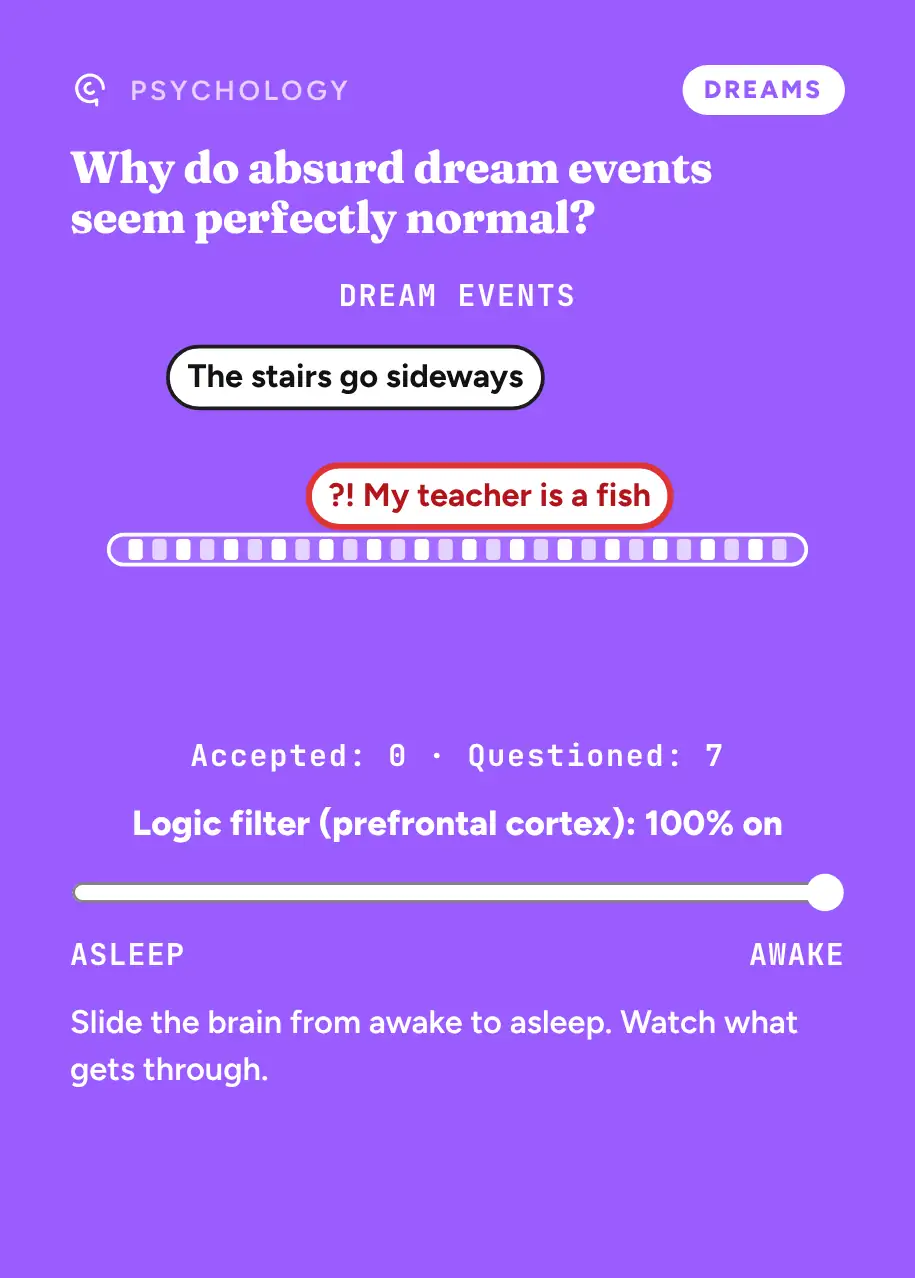 PSYCHOLOGY
DREAMS
Why do absurd dream events
seem perfectly normal?
DREAM EVENTS
The stairs go sideways
?! My teacher is a fish
Accepted: 0 · Questioned: 7
Logic filter (prefrontal cortex): 100% on
ASLEEP
AWAKE
Slide the brain from awake to asleep. Watch what
gets through.